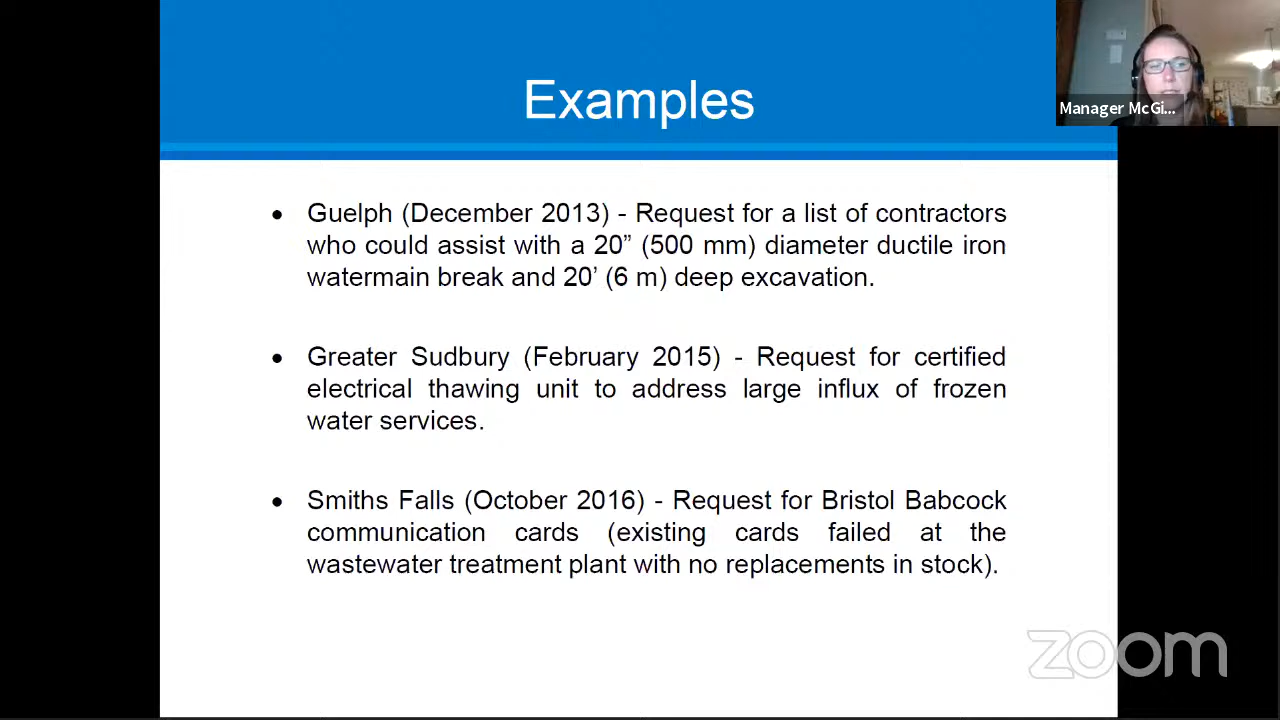 Examples
Manager McGi...
• Guelph (December 2013) - Request for a list of contractors
who could assist with a 20” (500 mm) diameter ductile iron
watermain break and 20’ (6 m) deep excavation.
• Greater Sudbury (February 2015) - Request for certified
electrical thawing unit to address large influx of frozen
water services.
• Smiths Falls (October 2016) - Request for Bristol Babcock
communication cards (existing cards failed at the
wastewater treatment plant with no replacements in stock).
zoom